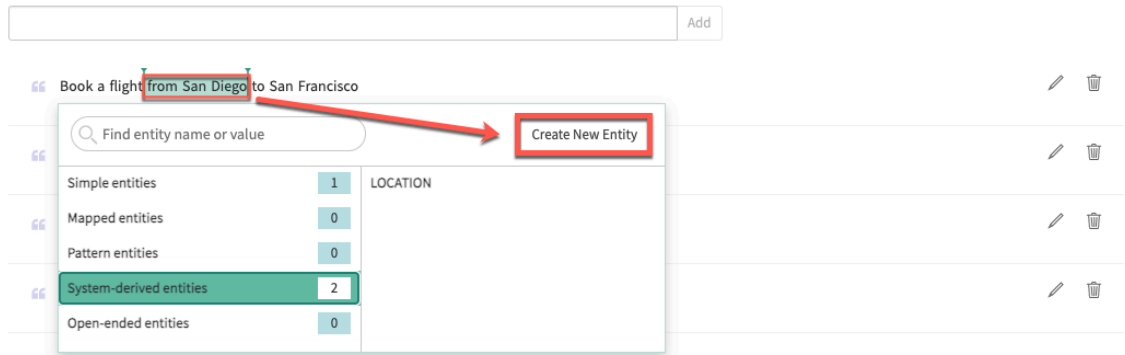 Add
Book a flight from San Diego to San Francisco
Find entity name or value
Create New Entity
Simple entities 1
LOCATION
Mapped entities 0
Pattern entities 0
System-derived entities 2
Open-ended entities 0